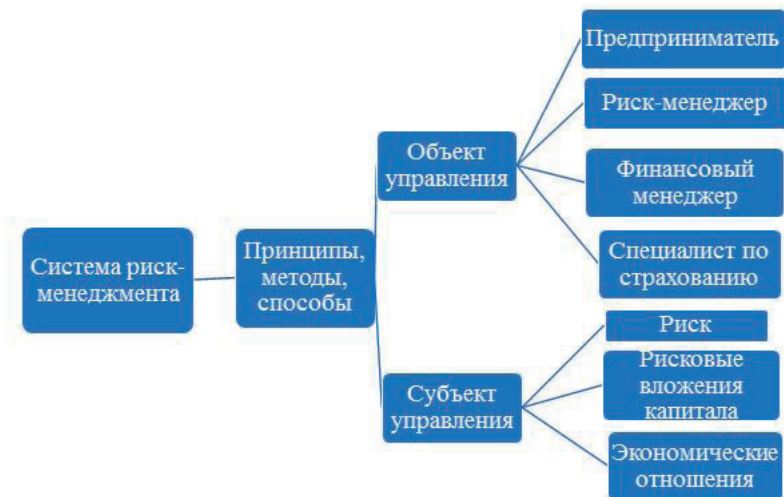 Система риск-
менеджмента
Принципы,
методы,
способы
Объект
управления
Предприниматель
Риск-менеджер
Финансовый
менеджер
Специалист по
страхованию
Субъект
управления
Риск
Рисковые
вложения
капитала
Экономические
отношения